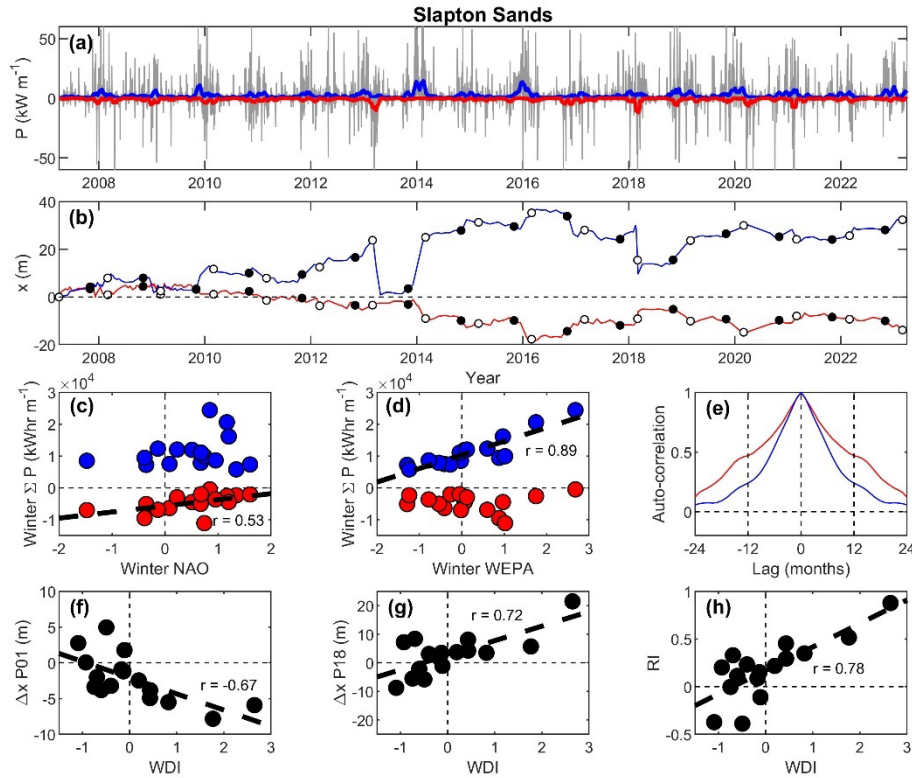 Slapton Sands
(a)
P (kW m-1)
50
0
-50
2008 2010 2012 2014 2016 2018 2020 2022
(b)
x (m)
40
20
0
-20
2008 2010 2012 2014 2016 2018 2020 2022
Year
(c)
×10⁴
Winter Σ P (kWhr m-1)
3
2
1
0
-1
r = 0.53
-2 -1 0 1 2
Winter NAO
(d)
×10⁴
Winter Σ P (kWhr m-1)
3
2
1
0
-1
r = 0.89
-2 -1 0 1 2 3
Winter WEPA
(e)
Auto-correlation
1
0.5
0
-24 -12 0 12 24
Lag (months)
(f)
Δx P01 (m)
10
5
0
-5
-10
r = -0.67
-1 0 1 2 3
WDI
(g)
Δx P18 (m)
20
10
0
-10
-20
r = 0.72
-1 0 1 2 3
WDI
(h)
RI
1
0.5
0
-0.5
r = 0.78
-1 0 1 2 3
WDI